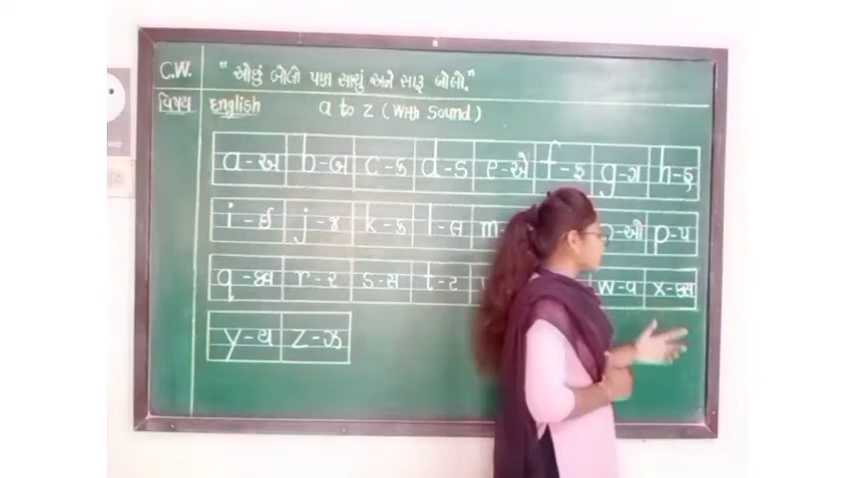 C.W. "ઓછું બોલો પણ સાચું અને સારૂ બોલો."
વિષય English a to z (With Sound)
a-અ b-બ c-ક d-ડ e-એ f-ફ g-ગ h-હ
i-ઈ j-જ k-ક l-લ m- ઓ p-પ
q-ક્વ r-ર s-સ t-ટ w-વ x-ક્સ
y-ય z-ઝ